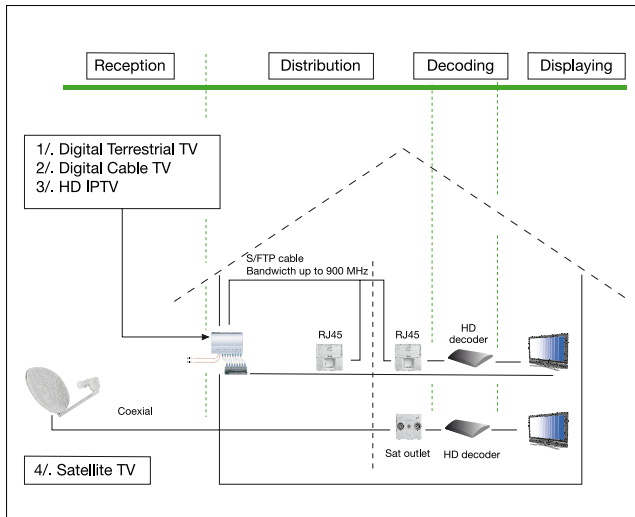 Reception
Distribution
Decoding
Displaying
1/. Digital Terrestrial TV
2/. Digital Cable TV
3/. HD IPTV
S/FTP cable
Bandwicth up to 900 MHz
RJ45
RJ45
HD
decoder
Coexial
Sat outlet
HD decoder
4/. Satellite TV